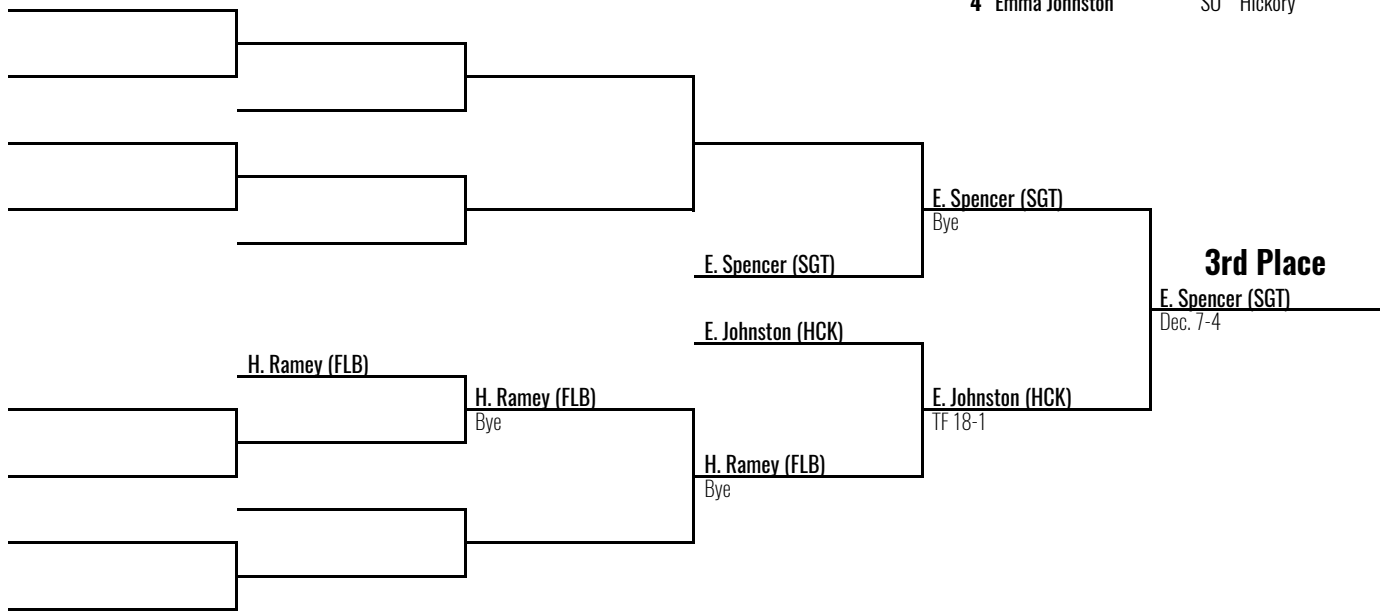 4 Emma Johnston SO Hickory
E. Spencer (SGT)
Bye
3rd Place
E. Spencer (SGT)
E. Spencer (SGT)
Dec. 7-4
E. Johnston (HCK)
H. Ramey (FLB)
H. Ramey (FLB)
Bye
E. Johnston (HCK)
TF 18-1
H. Ramey (FLB)
Bye